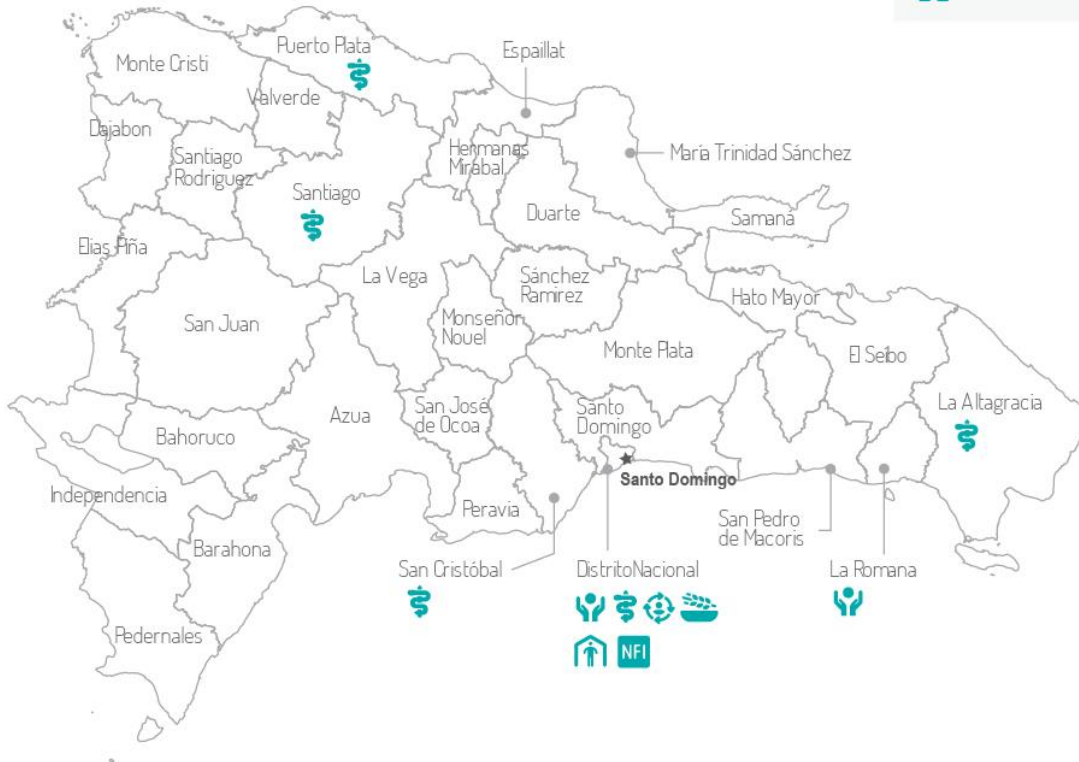 Puerto Plata
Espaillat
Monte Cristi
Valverde
Dajabon
Santiago
Rodriguez
Hermanas
Mirabal
María Trinidad Sánchez
Santiago
Duarte
Samaná
Elias Piña
La Vega
Sánchez
Ramirez
Hato Mayor
San Juan
Monseñor
Nouel
Monte Plata
El Seibo
Azua
San José
de Ocoa
Santo
Domingo
La Altagracia
Bahoruco
Santo Domingo
Independencia
Peravia
San Pedro
de Macoris
Barahona
San Cristóbal
DistritoNacional
La Romana
Pedernales
NFI